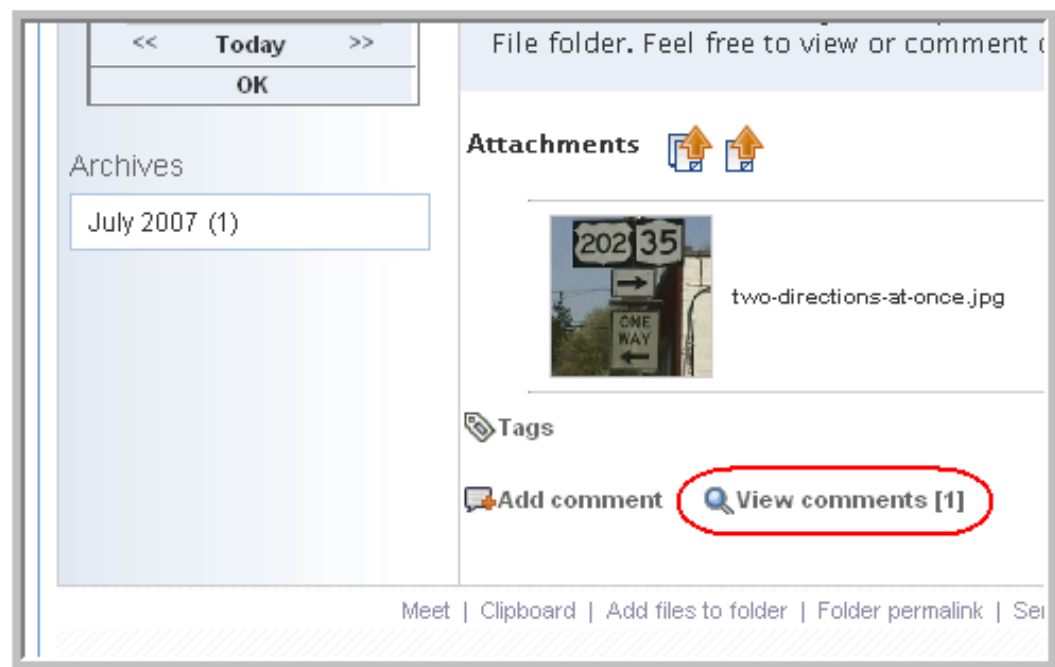 << Today >>
OK
Archives
July 2007 (1)
File folder. Feel free to view or comment
Attachments
202 35
ONE
WAY
two-directions-at-once.jpg
Tags
Add comment View comments [1]
Meet | Clipboard | Add files to folder | Folder permalink |